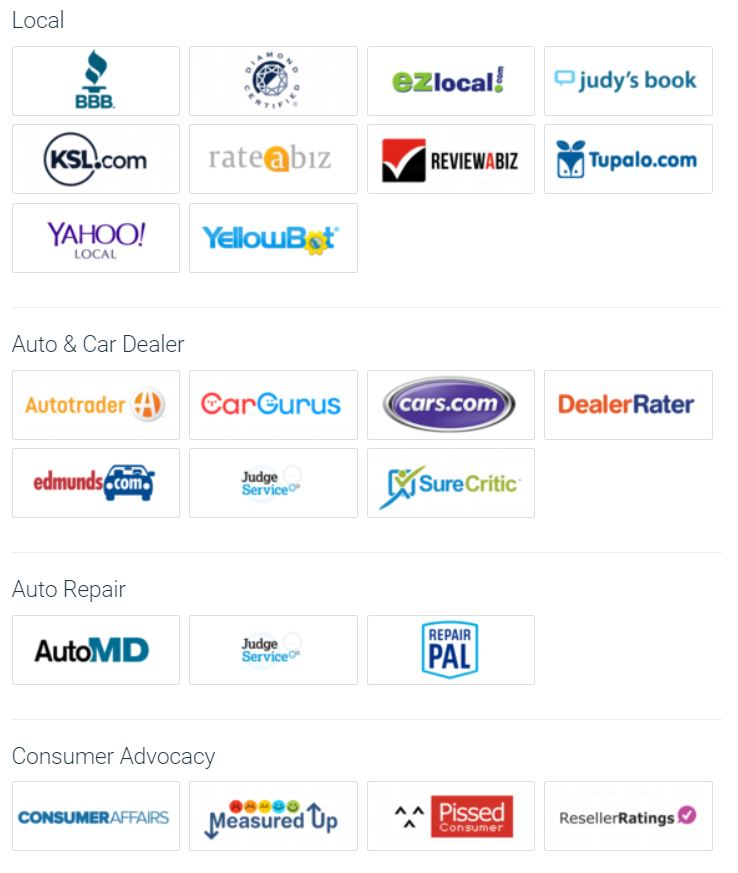 Local
BBB.
DIAMOND CERTIFIED®
ezlocal.com
judy's book
KSL.com
rateabiz
REVIEWABIZ
Tupalo.com
YAHOO!
LOCAL
YellowBot®
Auto & Car Dealer
Autotrader
CarGurus
cars.com
DealerRater
edmunds.com
Judge
Service
SureCritic
Auto Repair
AutoMD
Judge
Service
REPAIR
PAL
Consumer Advocacy
CONSUMERAFFAIRS
Measured Up
Pissed
Consumer
ResellerRatings